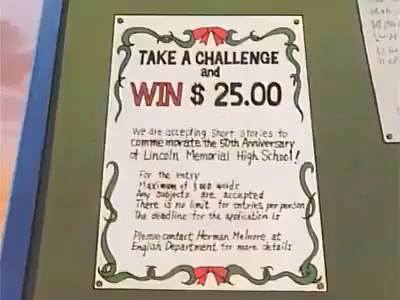 TAKE A CHALLENGE
and
WIN $ 25.00
We are accepting short stories to
commemorate the 50th Anniversary
of Lincoln Memorial High School!
For the entry
Maximum of words
Any subjects are accepted
There is no limit for entries per person
The deadline for the application is
Please contact Herman Melnore at
English Department for more details